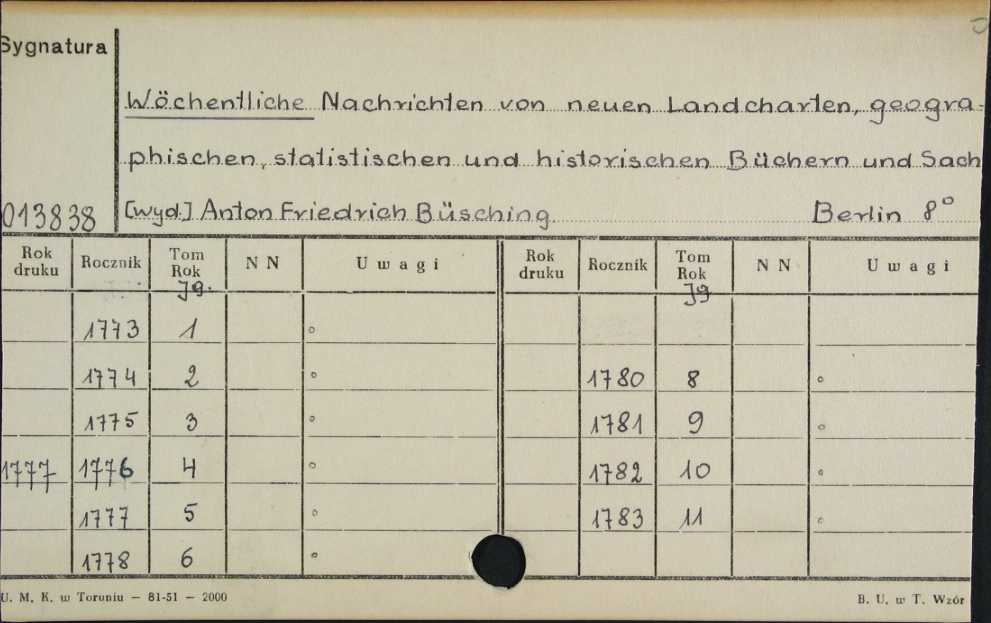 Sygnatura
Wöchentliche Nachrichten von neuen Landcharten, geogra-
phischen, statistischen und historischen Büchern und Sach
013838 [wyd.] Anton Friedrich Büsching Berlin 8°
Rok druku Rocznik Tom Rok Jg. NN Uwagi Rok druku Rocznik Tom Rok Jg NN Uwagi
1773 1
1774 2 1780 8
1775 3 1781 9
1777 1776 4 1782 10
1777 5 1783 11
1778 6
U. M. K. w Toruniu — 81-51 — 2000 B. U. w T. Wzór